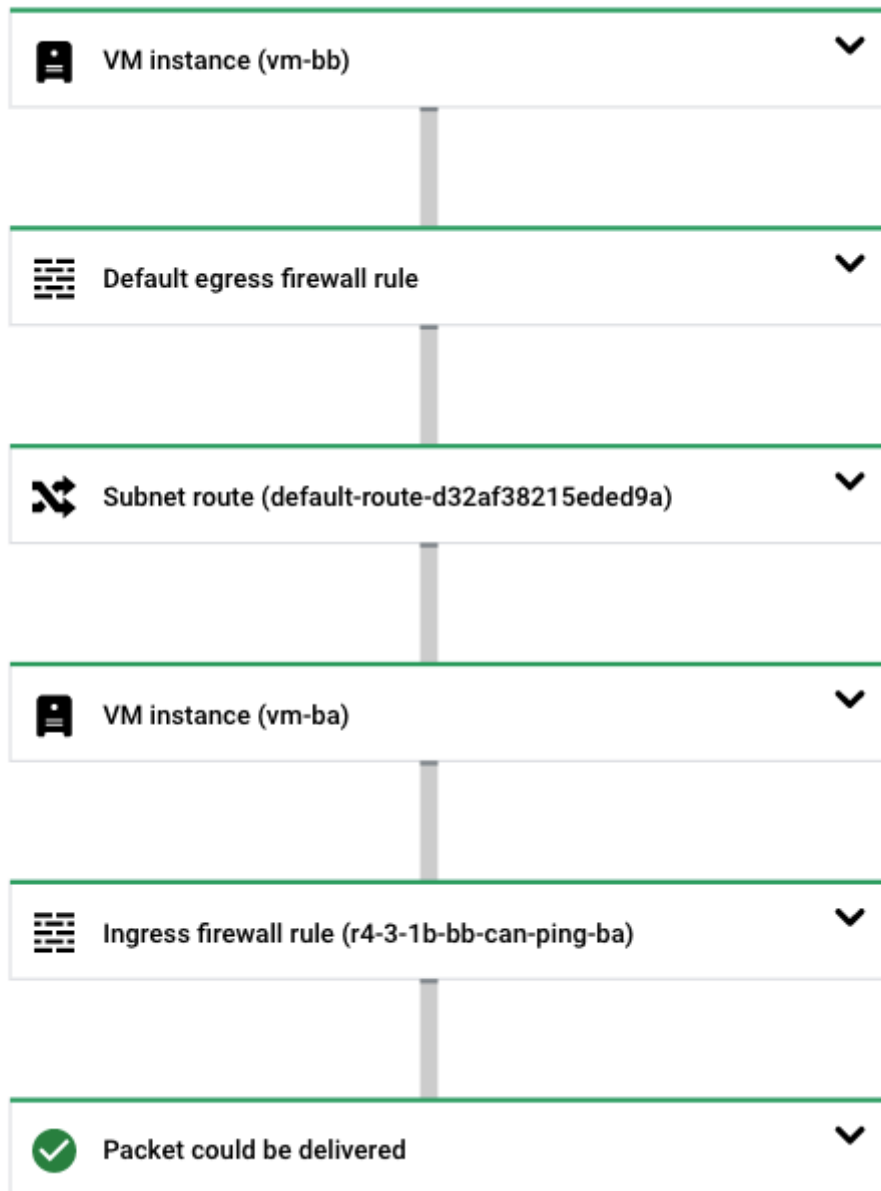 VM instance (vm-bb)
Default egress firewall rule
Subnet route (default-route-d32af38215eded9a)
VM instance (vm-ba)
Ingress firewall rule (r4-3-1b-bb-can-ping-ba)
Packet could be delivered